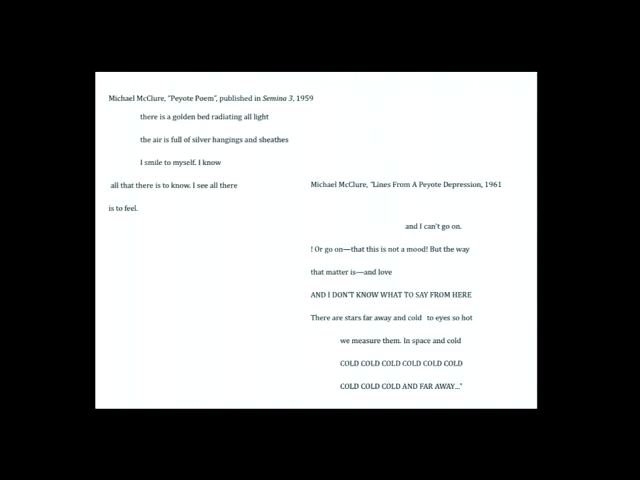 Michael McClure, "Peyote Poem", published in Semina 3, 1959
there is a golden bed radiating all light
the air is full of silver hangings and sheathes
I smile to myself. I know
all that there is to know. I see all there
is to feel.
Michael McClure, "Lines From A Peyote Depression, 1961
and I can't go on.
! Or go on—that this is not a mood! But the way
that matter is—and love
AND I DON'T KNOW WHAT TO SAY FROM HERE
There are stars far away and cold to eyes so hot
we measure them. In space and cold
COLD COLD COLD COLD COLD COLD
COLD COLD COLD AND FAR AWAY..."